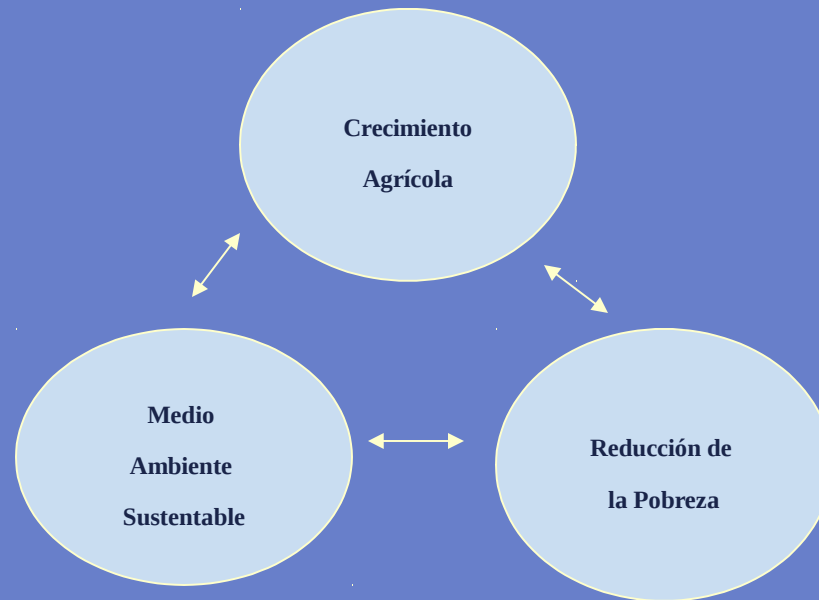 Crecimiento
Agrícola
Medio
Ambiente
Sustentable
Reducción de
la Pobreza